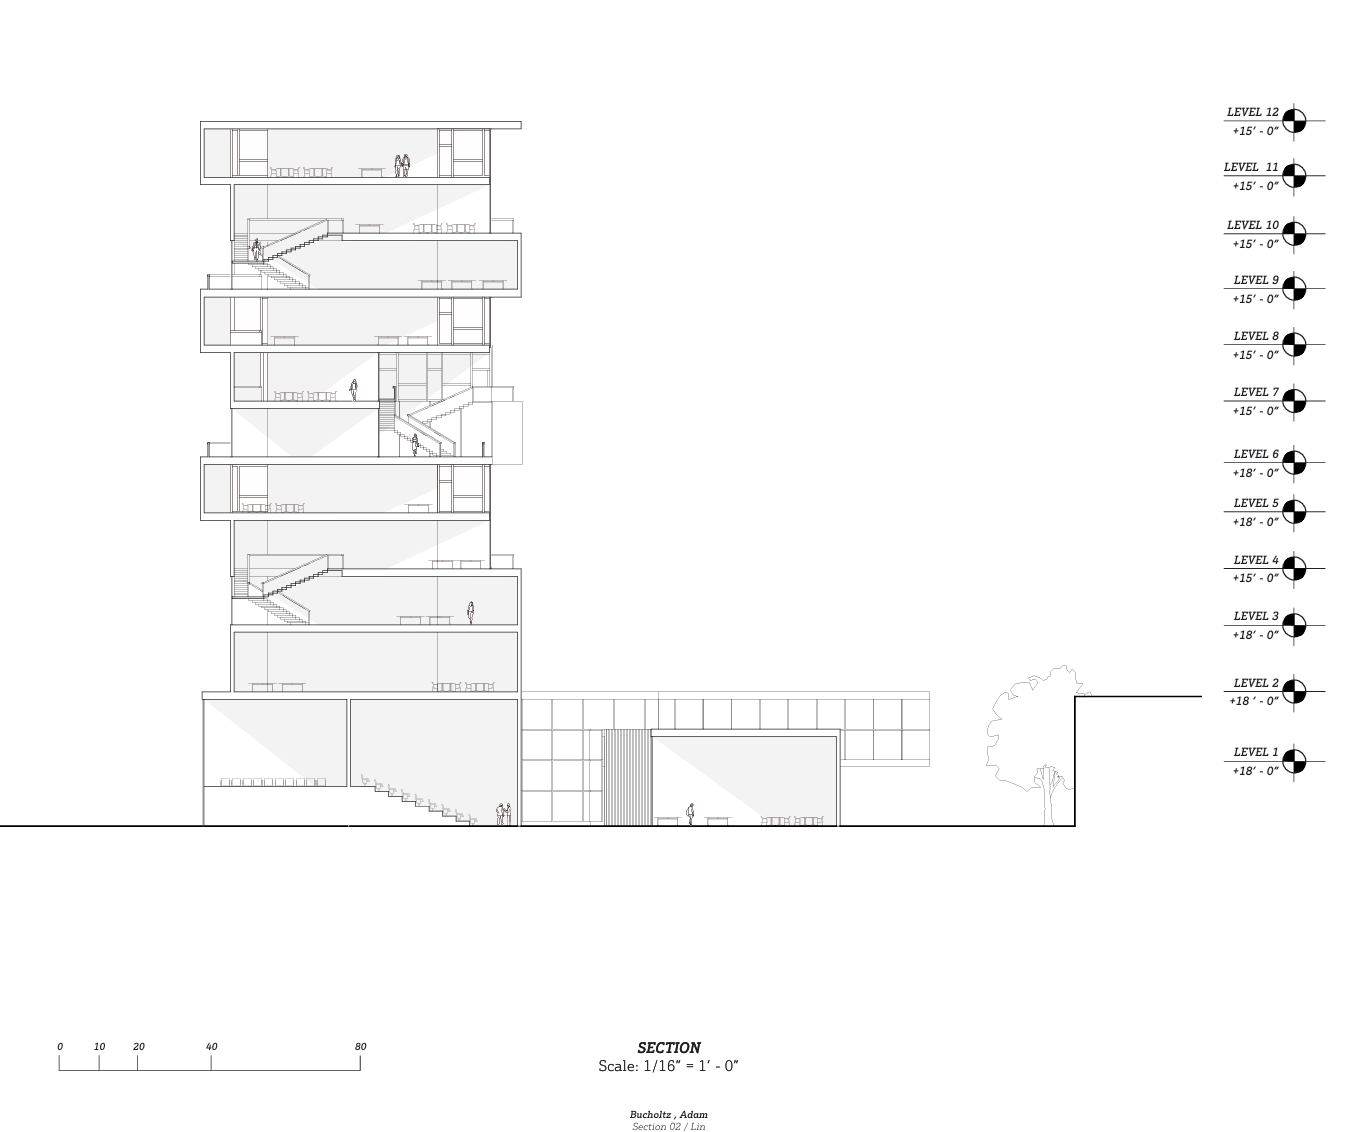 LEVEL 12
+15' - 0"
LEVEL 11
+15' - 0"
LEVEL 10
+15' - 0"
LEVEL 9
+15' - 0"
LEVEL 8
+15' - 0"
LEVEL 7
+15' - 0"
LEVEL 6
+18' - 0"
LEVEL 5
+18' - 0"
LEVEL 4
+15' - 0"
LEVEL 3
+18' - 0"
LEVEL 2
+18 ' - 0"
LEVEL 1
+18' - 0"
0 10 20 40 80
SECTION
Scale: 1/16" = 1' - 0"
Bucholtz , Adam
Section 02 / Lin